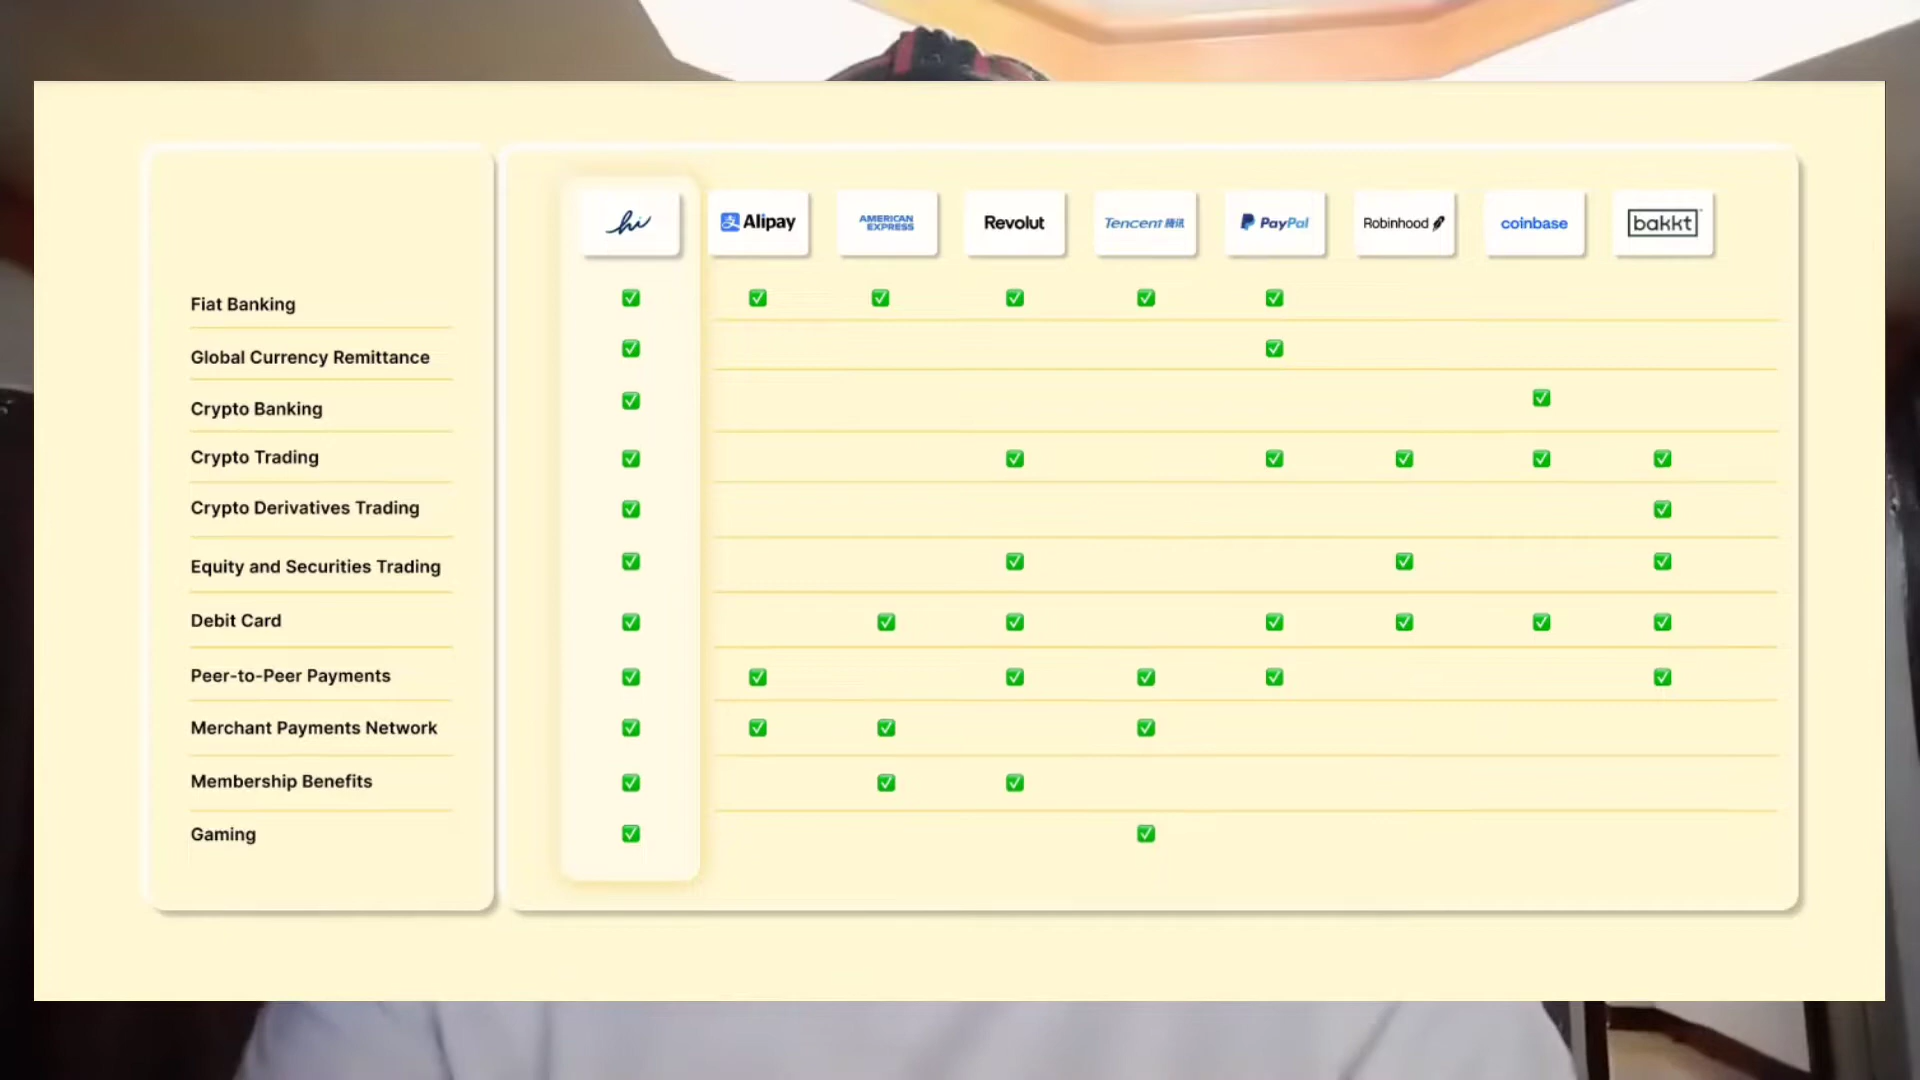 hi
Alipay
AMERICAN
EXPRESS
Revolut
Tencent 腾讯
PayPal
Robinhood
coinbase
bakkt
Fiat Banking
Global Currency Remittance
Crypto Banking
Crypto Trading
Crypto Derivatives Trading
Equity and Securities Trading
Debit Card
Peer-to-Peer Payments
Merchant Payments Network
Membership Benefits
Gaming